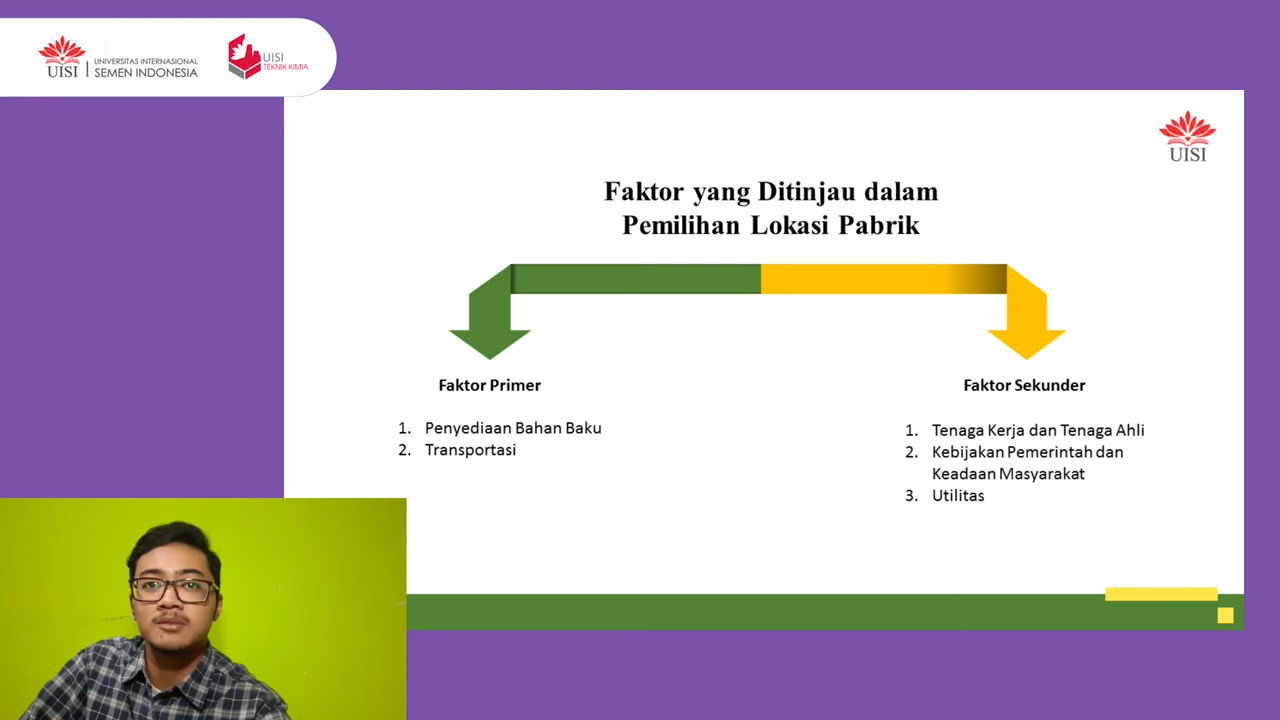 UISI
UNIVERSITAS INTERNASIONAL
SEMEN INDONESIA
UISI
TEKNIK KIMIA
UISI
Faktor yang Ditinjau dalam
Pemilihan Lokasi Pabrik
Faktor Primer
1. Penyediaan Bahan Baku
2. Transportasi
Faktor Sekunder
1. Tenaga Kerja dan Tenaga Ahli
2. Kebijakan Pemerintah dan
Keadaan Masyarakat
3. Utilitas